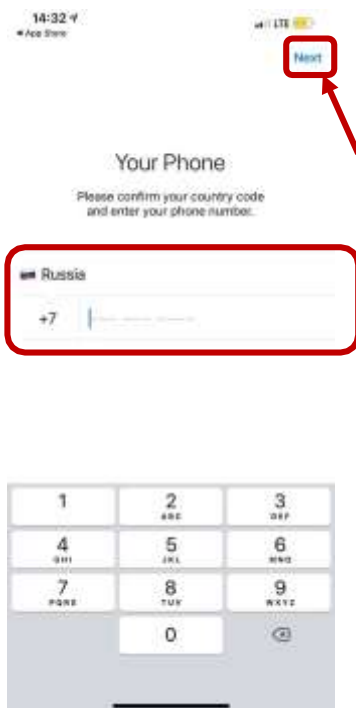 14:32
App Store
LTE
Next
Your Phone
Please confirm your country code
and enter your phone number.
Russia
+7
1
2
ABC
3
DEF
4
GHI
5
JKL
6
MNO
7
PQRS
8
TUV
9
WXYZ
0